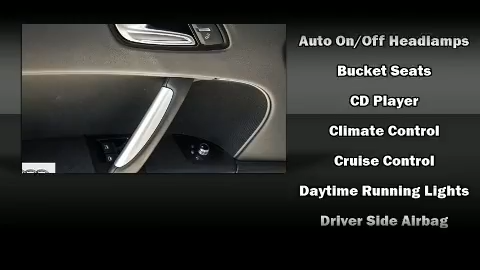 Auto On/Off Headlamps
Bucket Seats
CD Player
Climate Control
Cruise Control
Daytime Running Lights
Driver Side Airbag